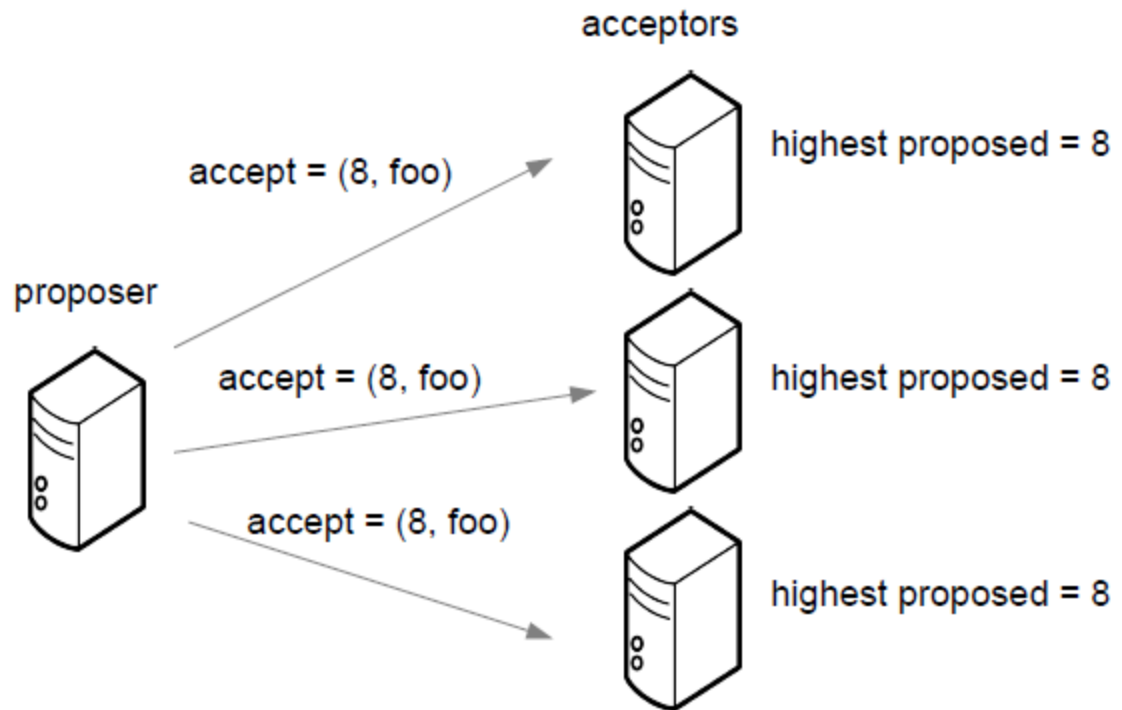 acceptors
highest proposed = 8
accept = (8, foo)
proposer
accept = (8, foo)
highest proposed = 8
accept = (8, foo)
highest proposed = 8